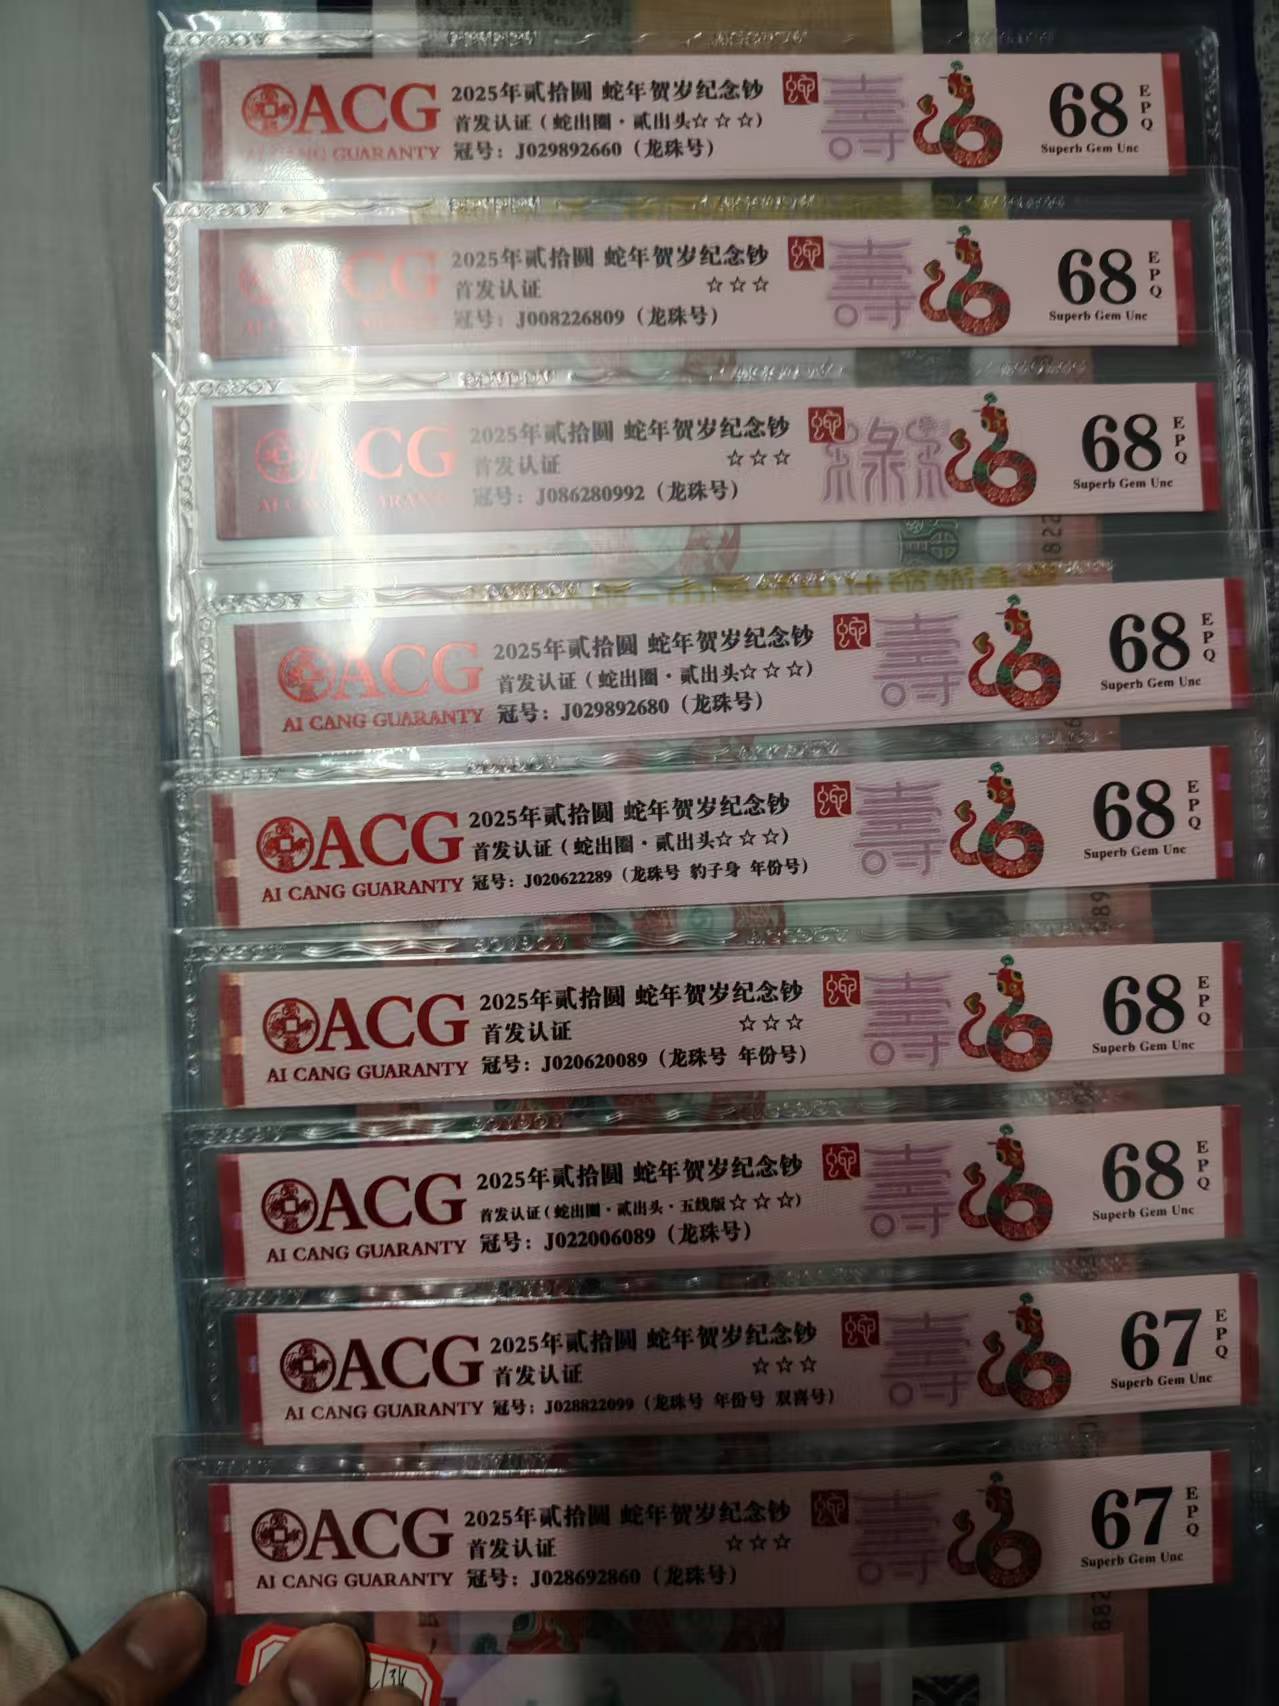 ACG
AI CANG GUARANTY
2025年贰拾圆 蛇年贺岁纪念钞
首发认证（蛇出圈·贰出头☆☆☆）
冠号：J029892660（龙珠号）
蛇
壽
68
EPQ
Superb Gem Unc
ACG
2025年贰拾圆 蛇年贺岁纪念钞
首发认证 ☆☆☆
冠号：J008226809（龙珠号）
蛇
壽
68
EPQ
Superb Gem Unc
ACG
2025年贰拾圆 蛇年贺岁纪念钞
首发认证 ☆☆☆
冠号：J086280992（龙珠号）
蛇
68
EPQ
Superb Gem Unc
ACG
AI CANG GUARANTY
2025年贰拾圆 蛇年贺岁纪念钞
首发认证（蛇出圈·贰出头☆☆☆）
冠号：J029892680（龙珠号）
蛇
壽
68
EPQ
Superb Gem Unc
ACG
AI CANG GUARANTY
2025年贰拾圆 蛇年贺岁纪念钞
首发认证（蛇出圈·贰出头☆☆☆）
冠号：J020622289（龙珠号 豹子身 年份号）
蛇
壽
68
EPQ
Superb Gem Unc
ACG
AI CANG GUARANTY
2025年贰拾圆 蛇年贺岁纪念钞
首发认证 ☆☆☆
冠号：J020620089（龙珠号 年份号）
蛇
壽
68
EPQ
Superb Gem Unc
ACG
AI CANG GUARANTY
2025年贰拾圆 蛇年贺岁纪念钞
首发认证（蛇出圈·贰出头·五线版☆☆☆）
冠号：J022006089（龙珠号）
蛇
壽
68
EPQ
Superb Gem Unc
ACG
AI CANG GUARANTY
2025年贰拾圆 蛇年贺岁纪念钞
首发认证 ☆☆☆
冠号：J028822099（龙珠号 年份号 双喜号）
蛇
壽
67
EPQ
Superb Gem Unc
ACG
AI CANG GUARANTY
2025年贰拾圆 蛇年贺岁纪念钞
首发认证 ☆☆☆
冠号：J028692860（龙珠号）
蛇
壽
67
EPQ
Superb Gem Unc